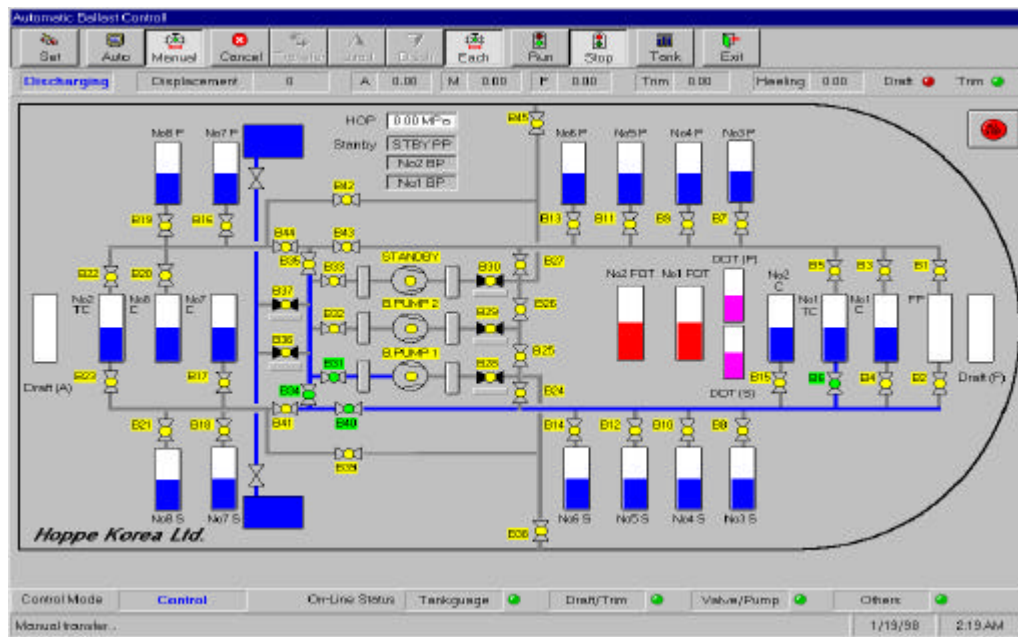 Automatic Ballast Control
Set Auto Manual Cancel Each Run Stop Tank Exit
Discharging Displacement 0 A 0.00 M 0.00 F 0.00 Trim 0.00 Heeling 0.00 Draft Trim
HOP 0.00 MPa B45
No8 P No7 P Stanby STBY PP No6 P No5 P No4 P No3 P
No2 BP
No1 BP
B42
B19 B16 B13 B11 B9 B7
B44 B43
B22 B20 B35 B33 STANDBY B30 B27 B5 B3 B1
No2 FOT No1 FOT DOT (P) No2 C
B37
No2 TC No8 C No7 C No1 TC No1 C FP
B32 B.PUMP 2 B29 B26
B36 B25
B31 B.PUMP 1 B28
Draft (A) B23 B17 B34 B24 DOT (S) B15 B6 B4 B2 Draft (F)
B21 B18 B41 B40 B14 B12 B10 B8
B39
No8 S No7 S No6 S No5 S No4 S No3 S
Hoppe Korea Ltd. B38
Control Mode Control On-Line Status Tankguage Draft/Trim Valve/Pump Others
Manual transfer.. 1/19/98 2:19 AM